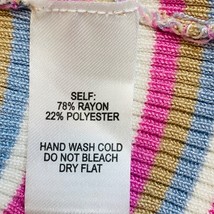 SELF:
78% RAYON
22% POLYESTER
HAND WASH COLD
DO NOT BLEACH
DRY FLAT